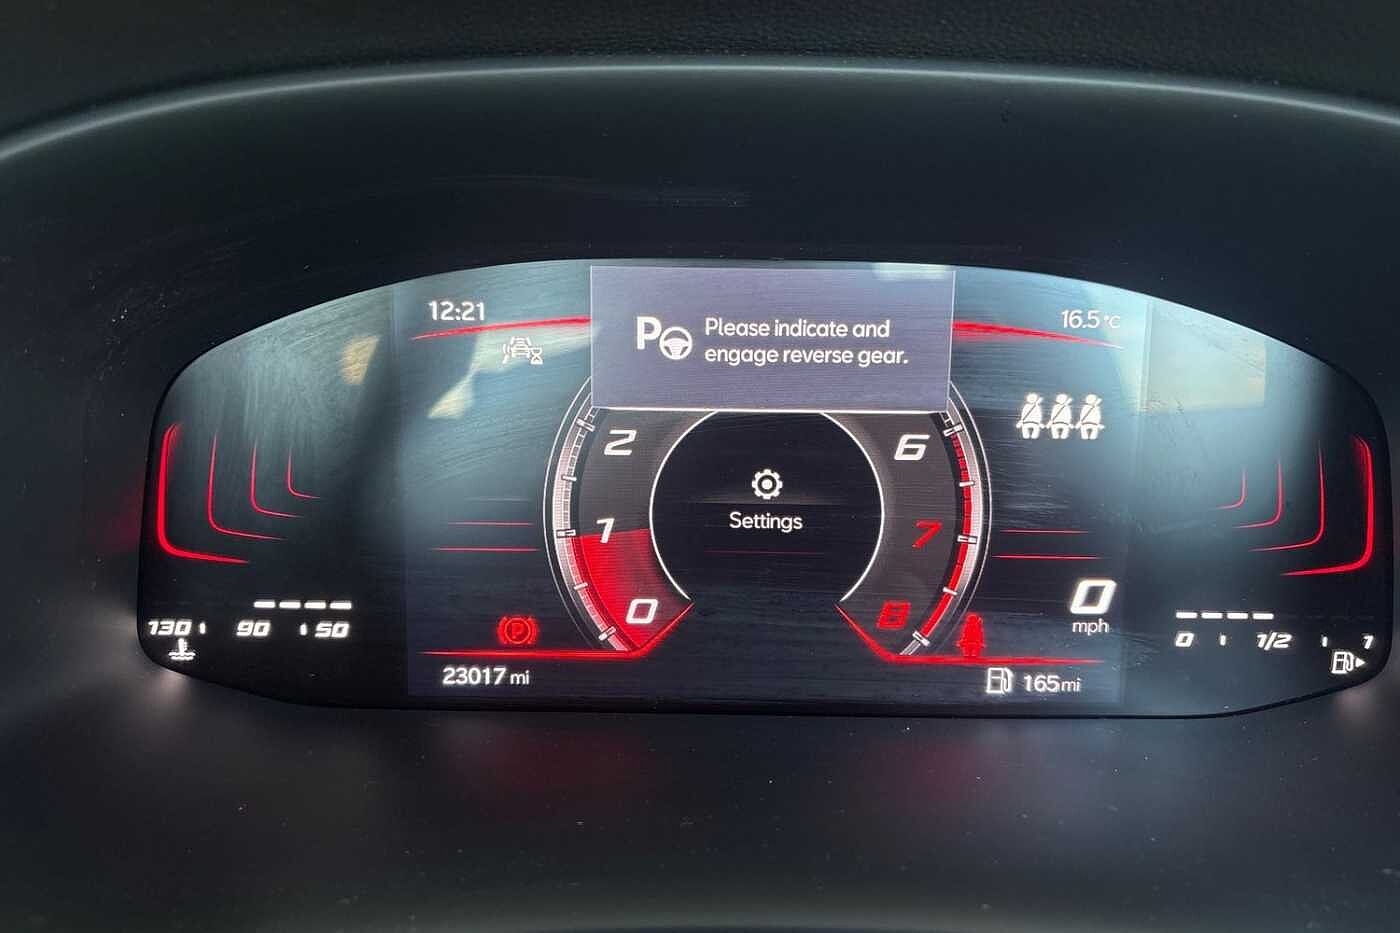 12:21
16.5°C
P Please indicate and
engage reverse gear.
2
6
1
7
Settings
0
8
0
mph
130 90 50
0 1/2 1
P
23017 mi
165mi